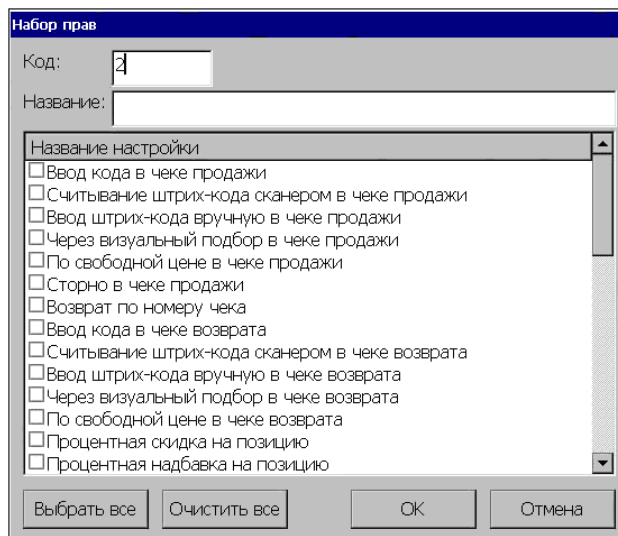 Набор прав
Код: 2
Название:
Название настройки
Ввод кода в чеке продажи
Считывание штрих-кода сканером в чеке продажи
Ввод штрих-кода вручную в чеке продажи
Через визуальный подбор в чеке продажи
По свободной цене в чеке продажи
Сторно в чеке продажи
Возврат по номеру чека
Ввод кода в чеке возврата
Считывание штрих-кода сканером в чеке возврата
Ввод штрих-кода вручную в чеке возврата
Через визуальный подбор в чеке возврата
По свободной цене в чеке возврата
Процентная скидка на позицию
Процентная надбавка на позицию
Выбрать все Очистить все OK Отмена